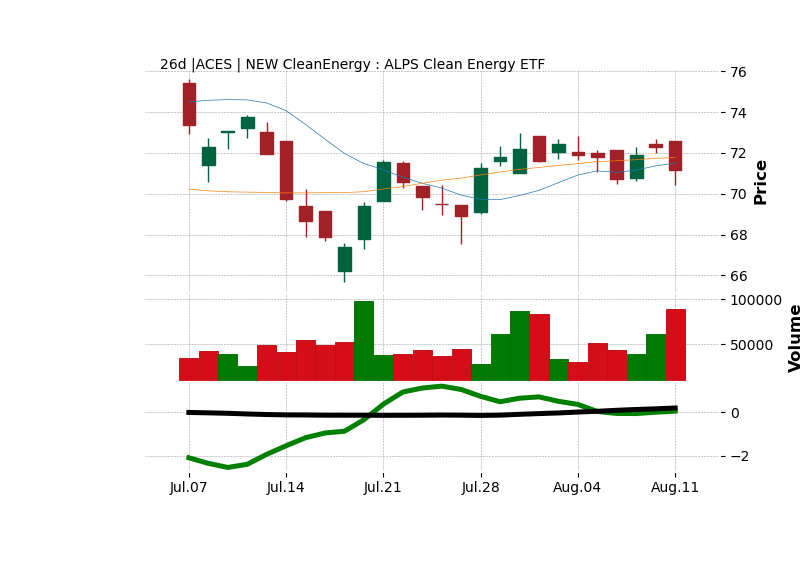 26d |ACES | NEW CleanEnergy : ALPS Clean Energy ETF
76
74
72
70
68
66
Price
100000
50000
Volume
0
−2
Jul.07 Jul.14 Jul.21 Jul.28 Aug.04 Aug.11